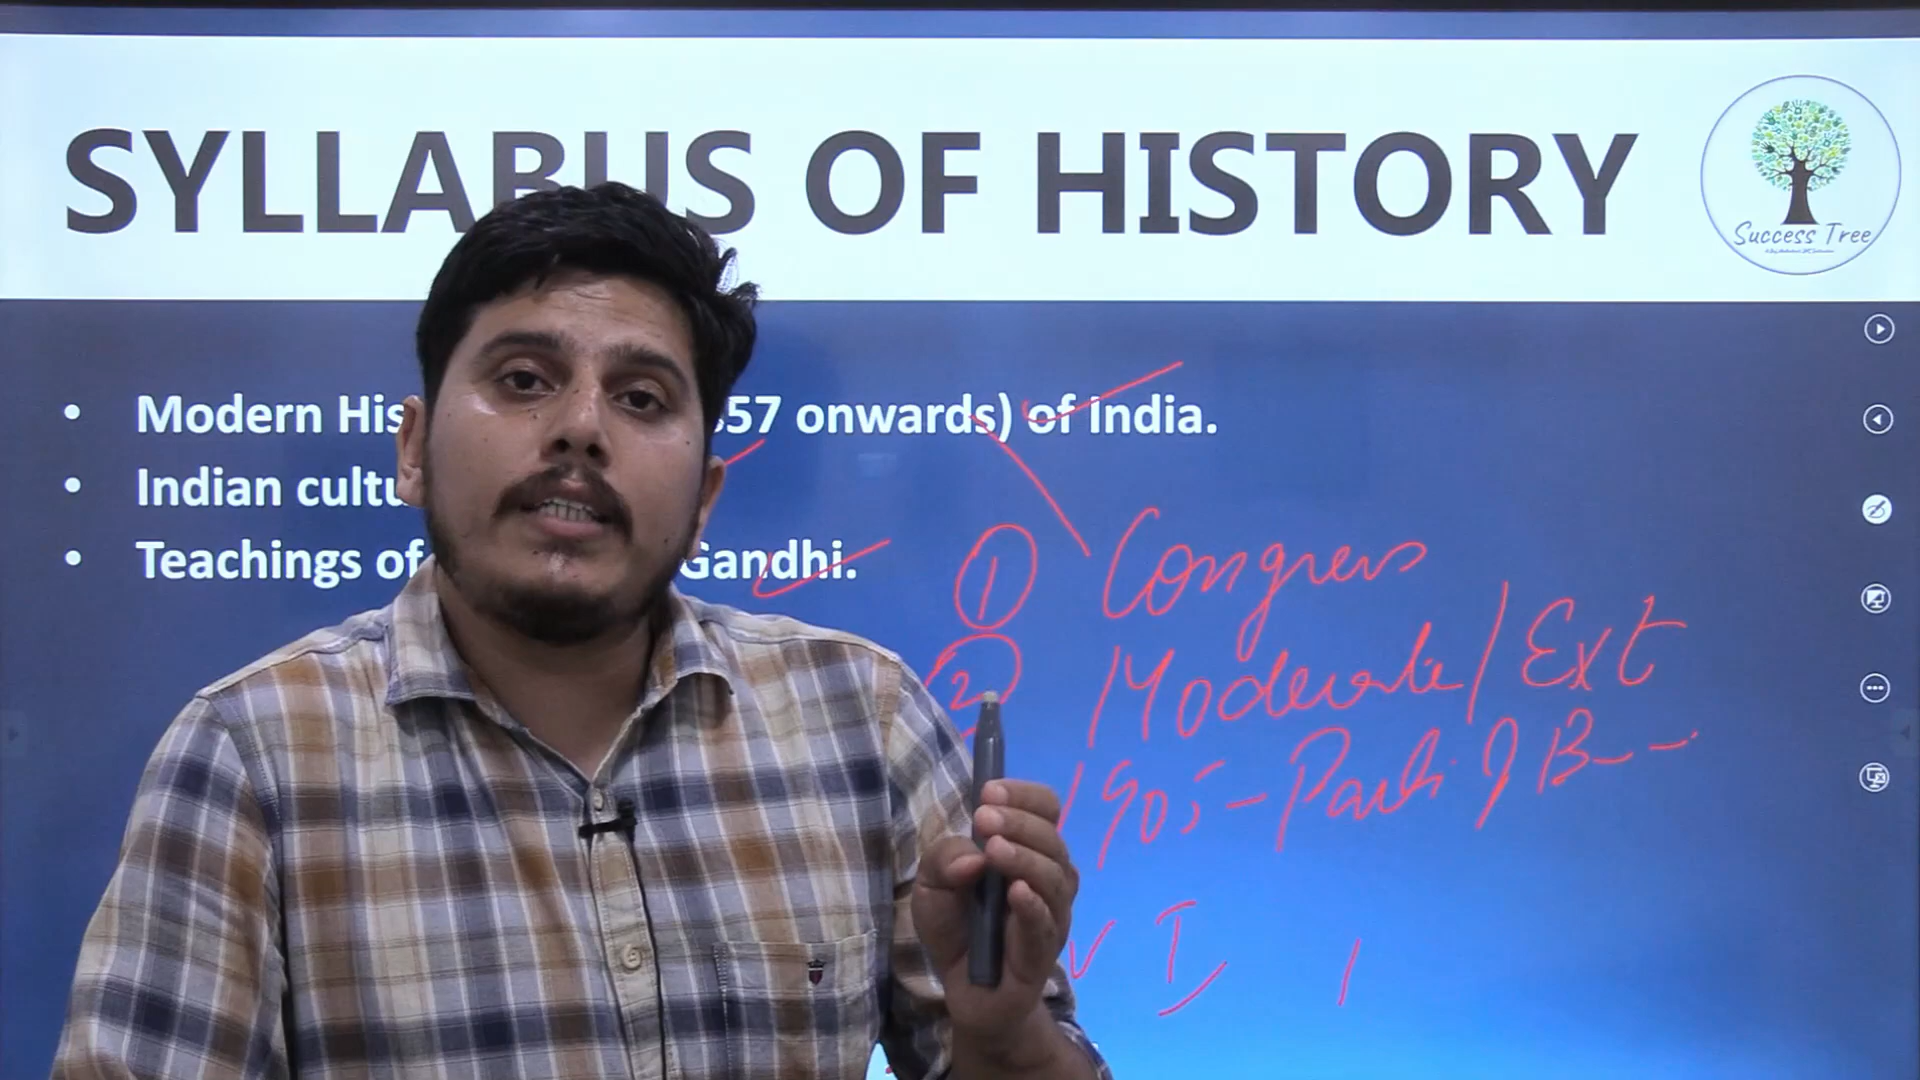 SYLLABUS OF HISTORY
Success Tree
• Modern His 57 onwards) of India.
• Indian cultu
• Teachings of Gandhi.
1 Congress
2 Moderate/Ext
1905-Parti